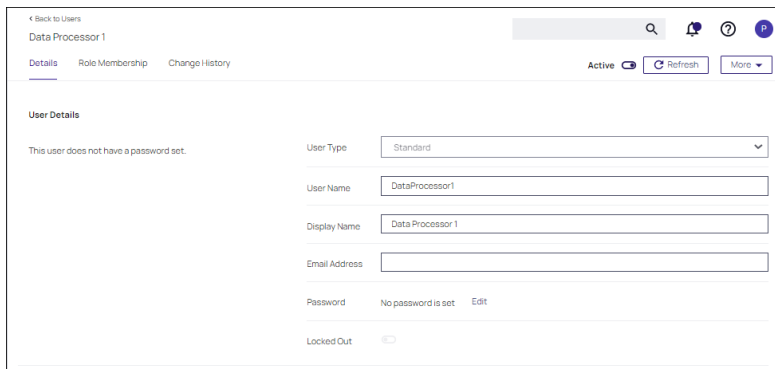 Back to Users
Data Processor 1
P
Details Role Membership Change History
Active Refresh More
User Details
This user does not have a password set.
User Type Standard
User Name DataProcessor1
Display Name Data Processor 1
Email Address
Password No password is set Edit
Locked Out